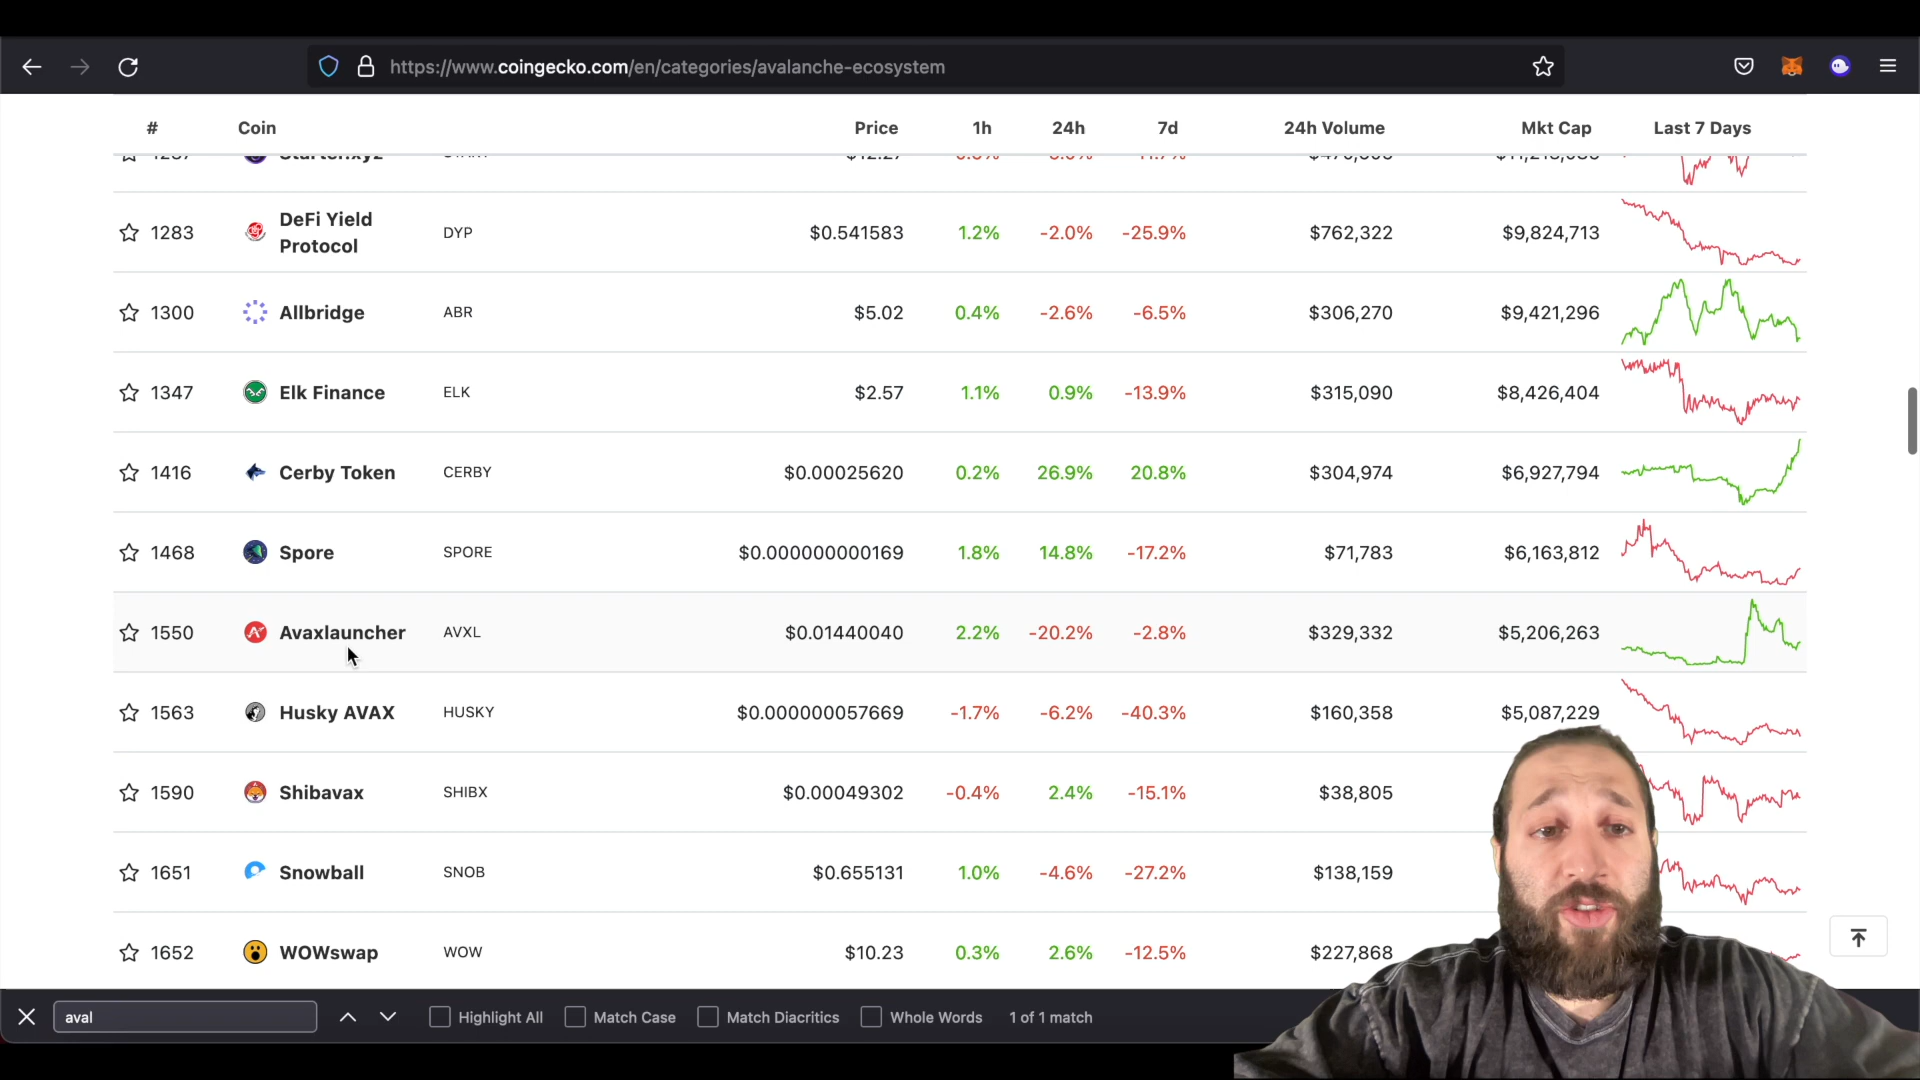 https://www.coingecko.com/en/categories/avalanche-ecosystem
# Coin Price 1h 24h 7d 24h Volume Mkt Cap Last 7 Days
1283 DeFi Yield Protocol DYP $0.541583 1.2% -2.0% -25.9% $762,322 $9,824,713
1300 Allbridge ABR $5.02 0.4% -2.6% -6.5% $306,270 $9,421,296
1347 Elk Finance ELK $2.57 1.1% 0.9% -13.9% $315,090 $8,426,404
1416 Cerby Token CERBY $0.00025620 0.2% 26.9% 20.8% $304,974 $6,927,794
1468 Spore SPORE $0.000000000169 1.8% 14.8% -17.2% $71,783 $6,163,812
1550 Avaxlauncher AVXL $0.01440040 2.2% -20.2% -2.8% $329,332 $5,206,263
1563 Husky AVAX HUSKY $0.000000057669 -1.7% -6.2% -40.3% $160,358 $5,087,229
1590 Shibavax SHIBX $0.00049302 -0.4% 2.4% -15.1% $38,805
1651 Snowball SNOB $0.655131 1.0% -4.6% -27.2% $138,159
1652 WOWswap WOW $10.23 0.3% 2.6% -12.5% $227,868
aval Highlight All Match Case Match Diacritics Whole Words 1 of 1 match